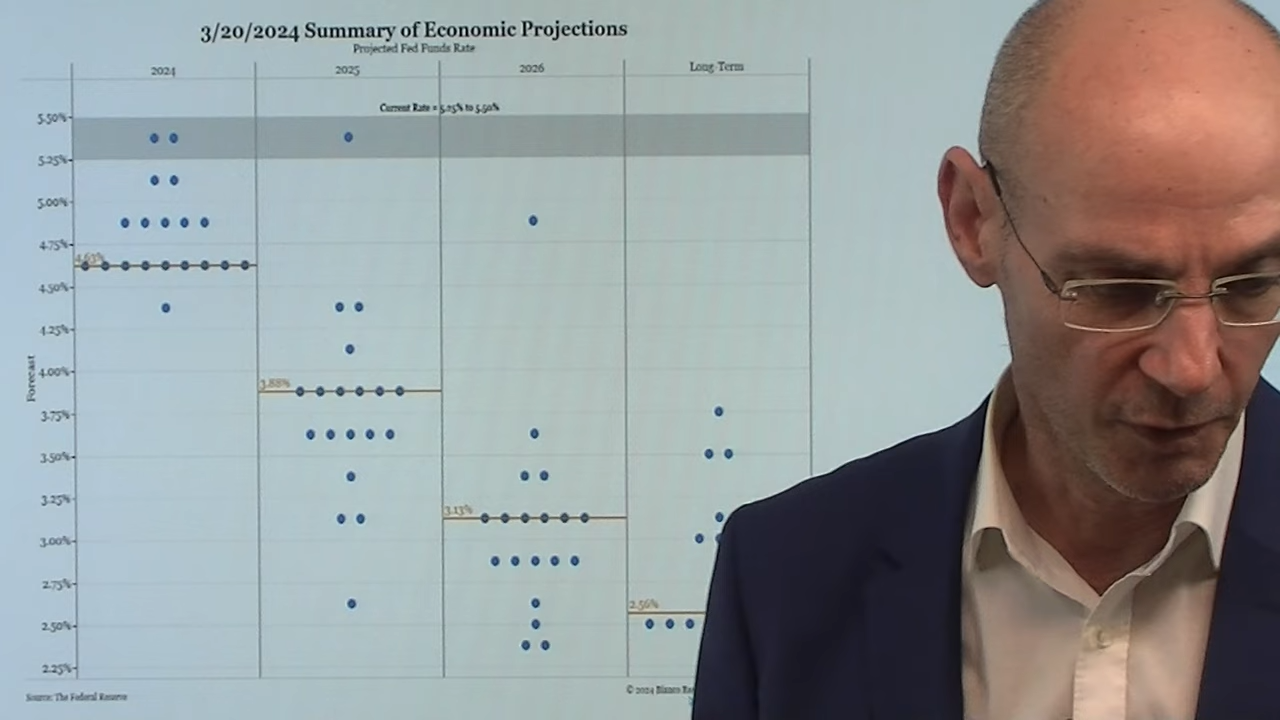 3/20/2024 Summary of Economic Projections
Projected Fed Funds Rate
2024 2025 2026 Long-Term
Current Rate = 5.25% to 5.50%
5.50%
5.25%
5.00%
4.75%
4.63%
4.50%
4.25%
4.00%
3.88%
Forecast
3.75%
3.50%
3.25%
3.13%
3.00%
2.75%
2.56%
2.50%
2.25%
Source: The Federal Reserve
© 2024 Bianco